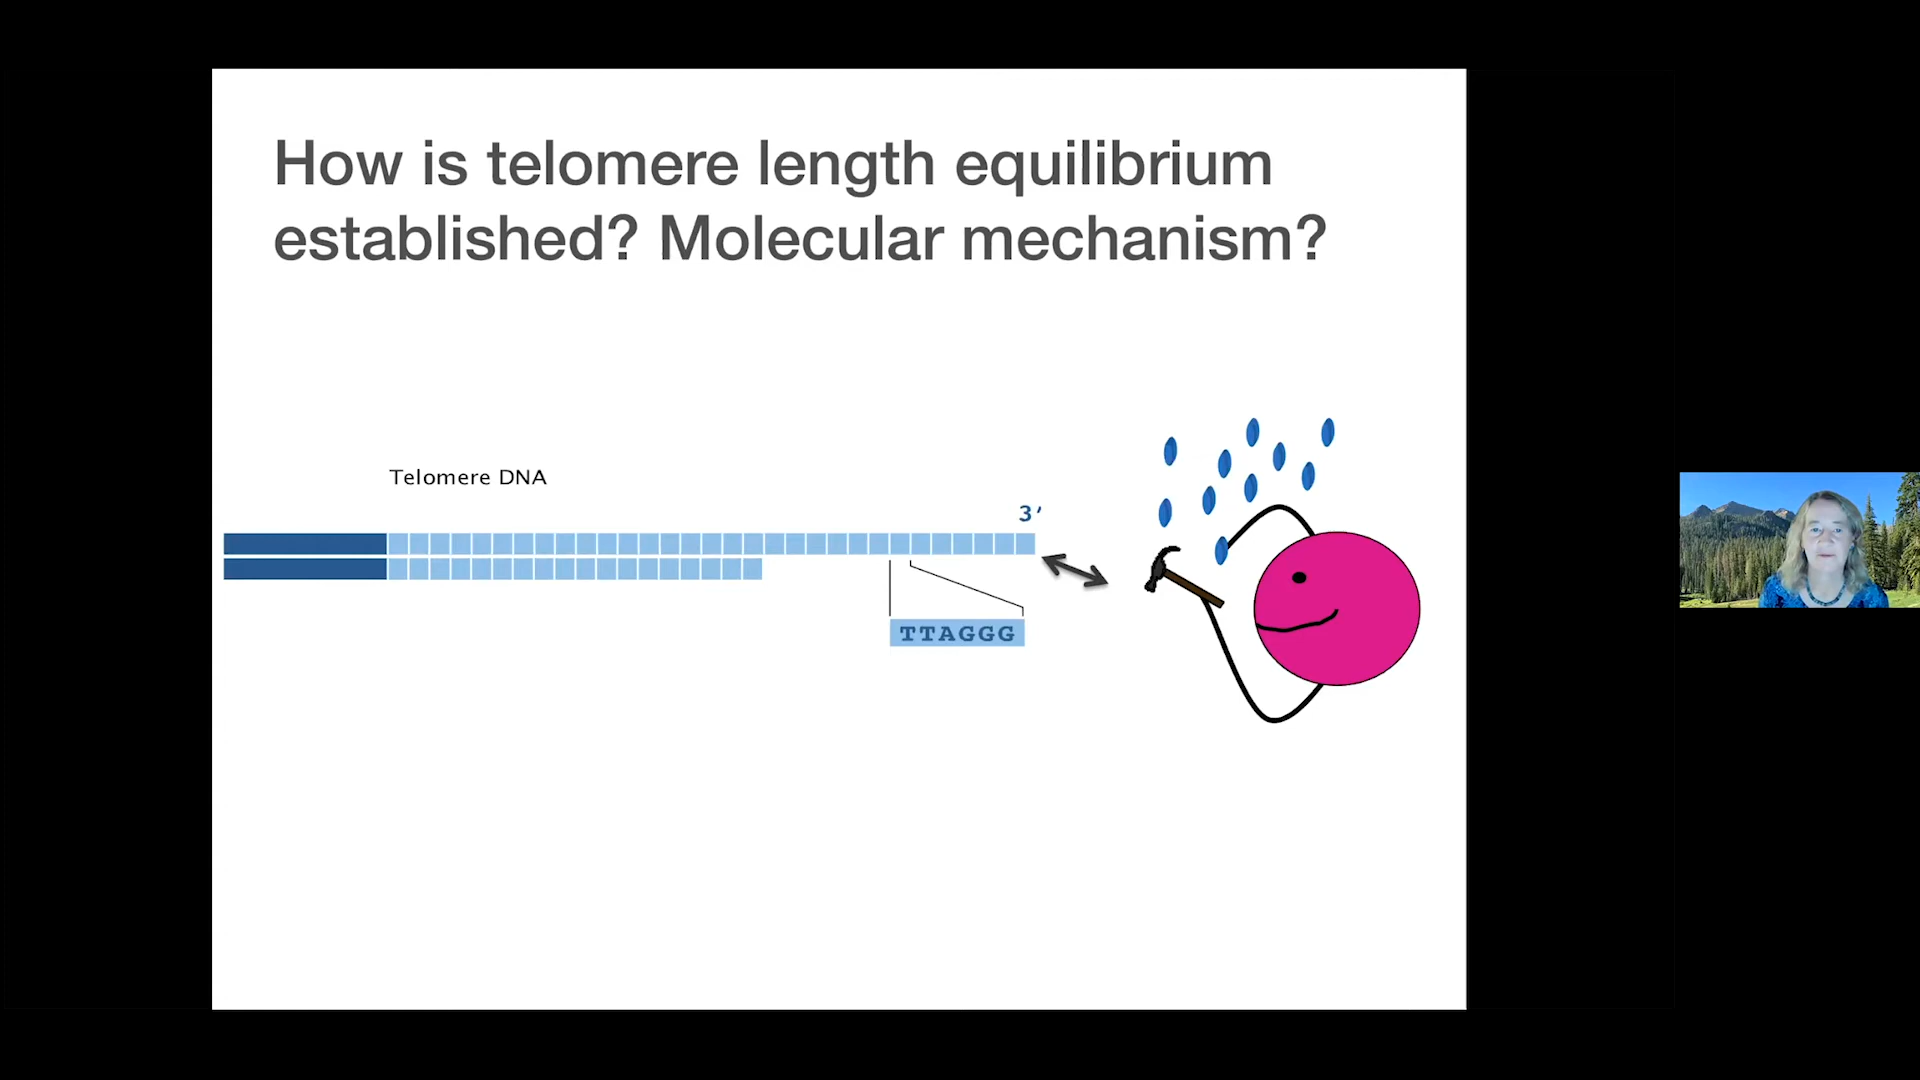 How is telomere length equilibrium
established? Molecular mechanism?
Telomere DNA
3′
TTAGGG